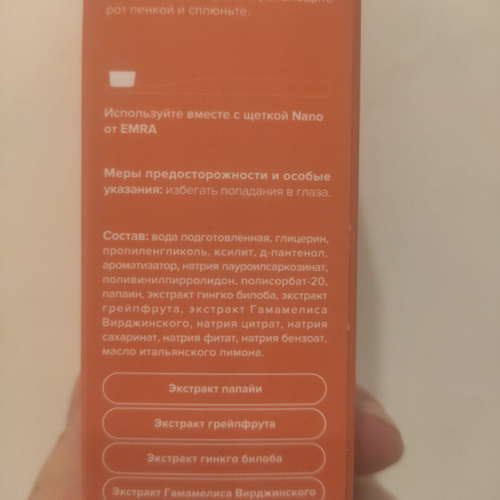 рот пенкой и сплюньте.
Используйте вместе с щеткой Nano
от EMRA
Меры предосторожности и особые
указания: избегать попадания в глаза.
Состав: вода подготовленная, глицерин,
пропиленгликоль, ксилит, д-пантенол,
ароматизатор, натрия лауроилсаркозинат,
поливинилпирролидон, полисорбат-20,
папаин, экстракт гинкго билоба, экстракт
грейпфрута, экстракт Гамамелиса
Вирджинского, натрия цитрат, натрия
сахаринат, натрия фитат, натрия бензоат,
масло итальянского лимона.
Экстракт папайи
Экстракт грейпфрута
Экстракт гинкго билоба
Экстракт Гамамелиса Вирджинского